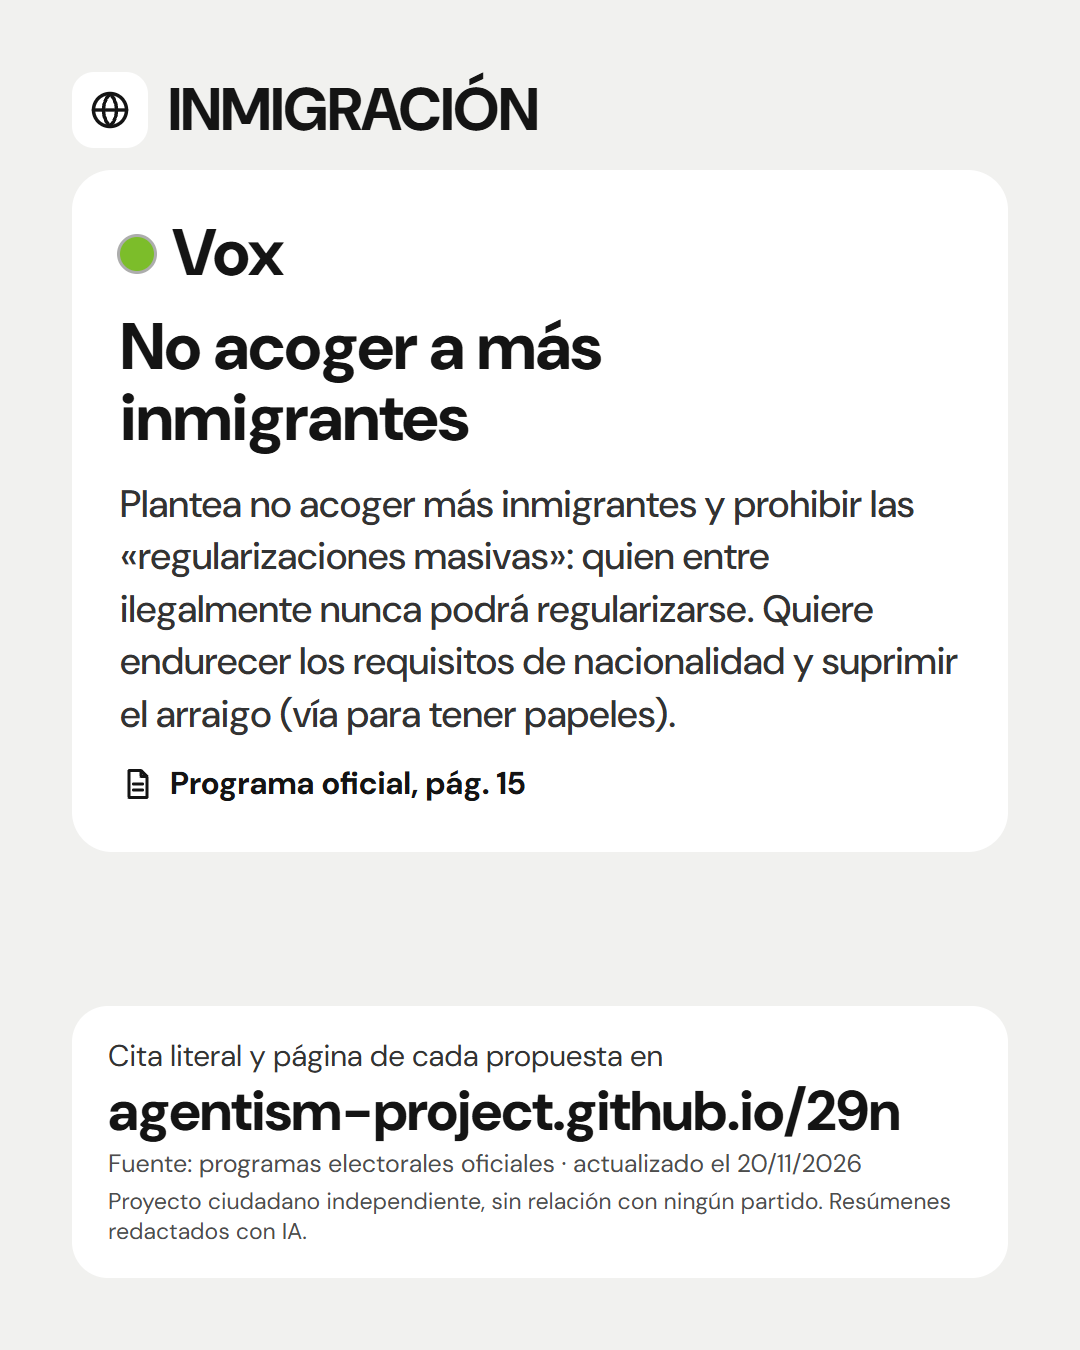 INMIGRACIÓN
Vox
No acoger a más
inmigrantes
Plantea no acoger más inmigrantes y prohibir las
«regularizaciones masivas»: quien entre
ilegalmente nunca podrá regularizarse. Quiere
endurecer los requisitos de nacionalidad y suprimir
el arraigo (vía para tener papeles).
Programa oficial, pág. 15
Cita literal y página de cada propuesta en
agentism-project.github.io/29n
Fuente: programas electorales oficiales · actualizado el 20/11/2026
Proyecto ciudadano independiente, sin relación con ningún partido. Resúmenes
redactados con IA.